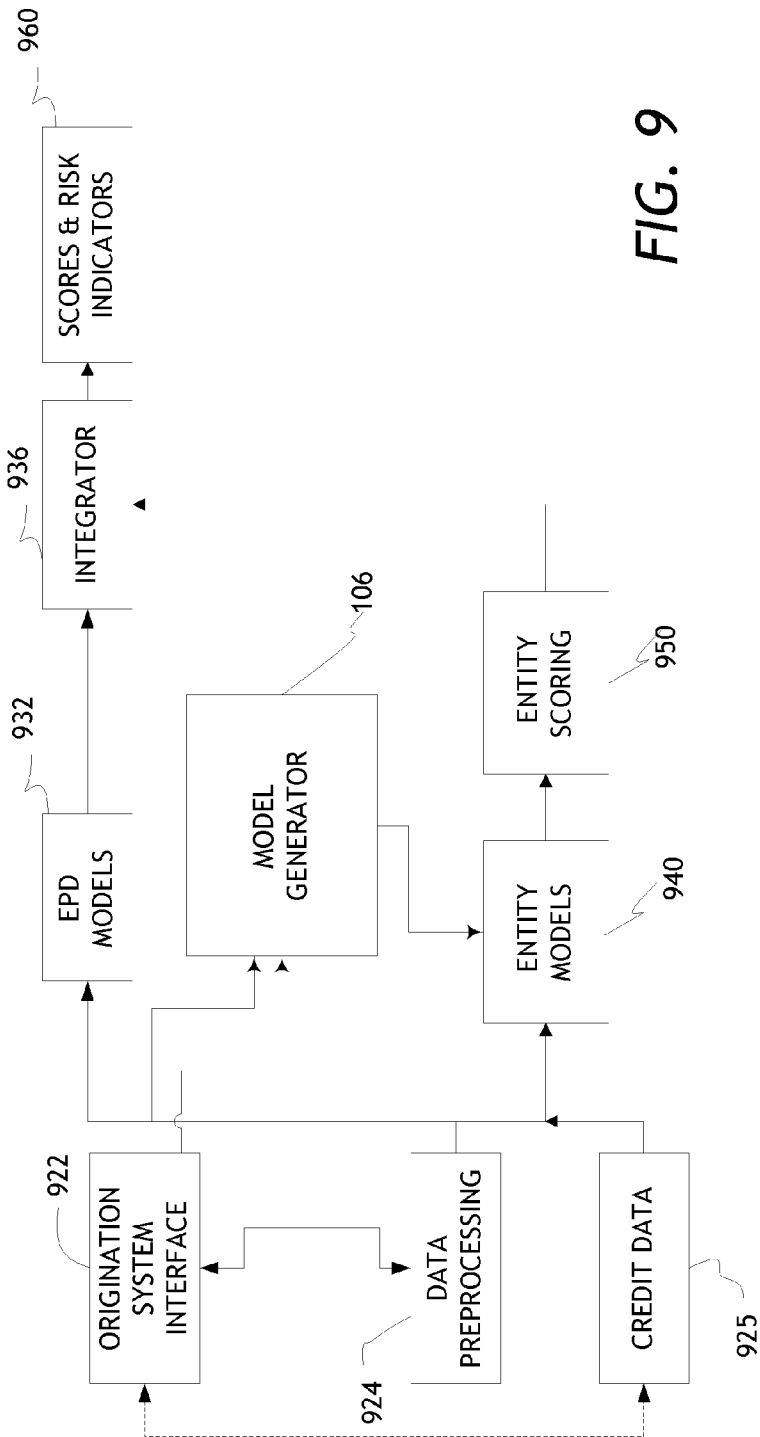 922
ORIGINATION
SYSTEM
INTERFACE
924
DATA
PREPROCESSING
CREDIT DATA
925
932
EPD
MODELS
MODEL
GENERATOR
106
ENTITY
MODELS
940
ENTITY
SCORING
950
936
INTEGRATOR
960
SCORES & RISK
INDICATORS
FIG. 9